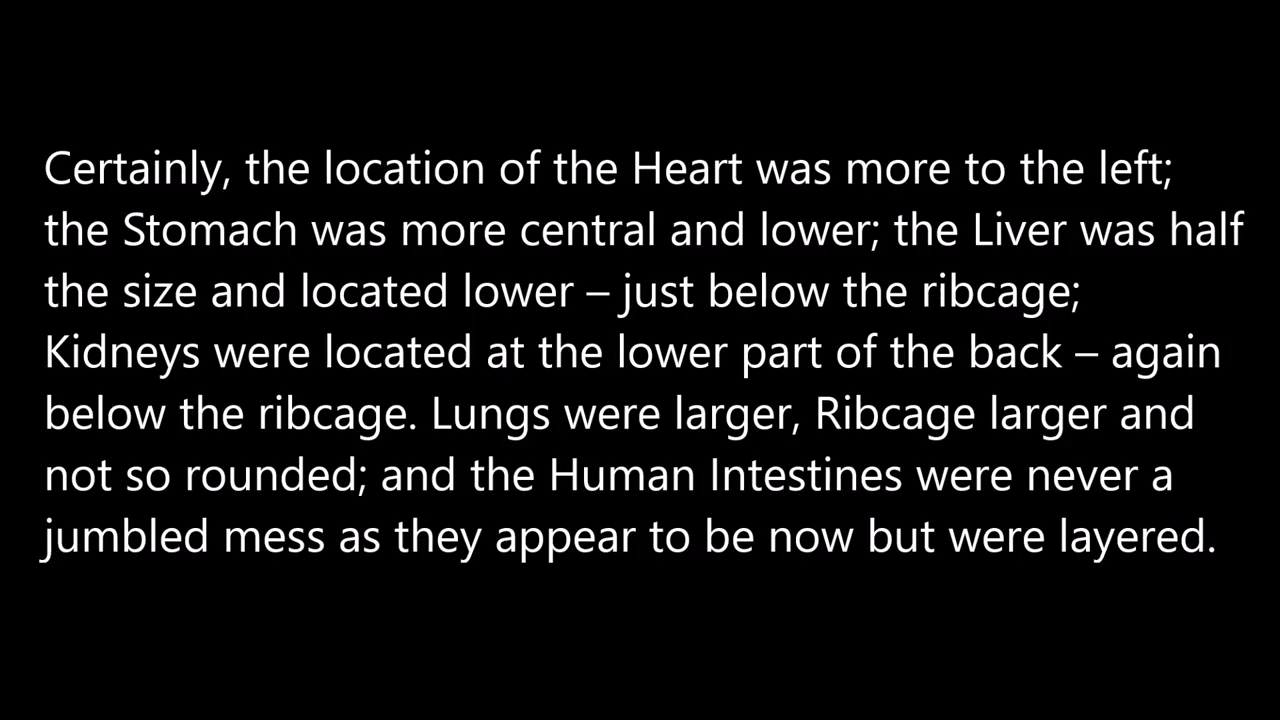 Certainly, the location of the Heart was more to the left;
the Stomach was more central and lower; the Liver was half
the size and located lower – just below the ribcage;
Kidneys were located at the lower part of the back – again
below the ribcage. Lungs were larger, Ribcage larger and
not so rounded; and the Human Intestines were never a
jumbled mess as they appear to be now but were layered.